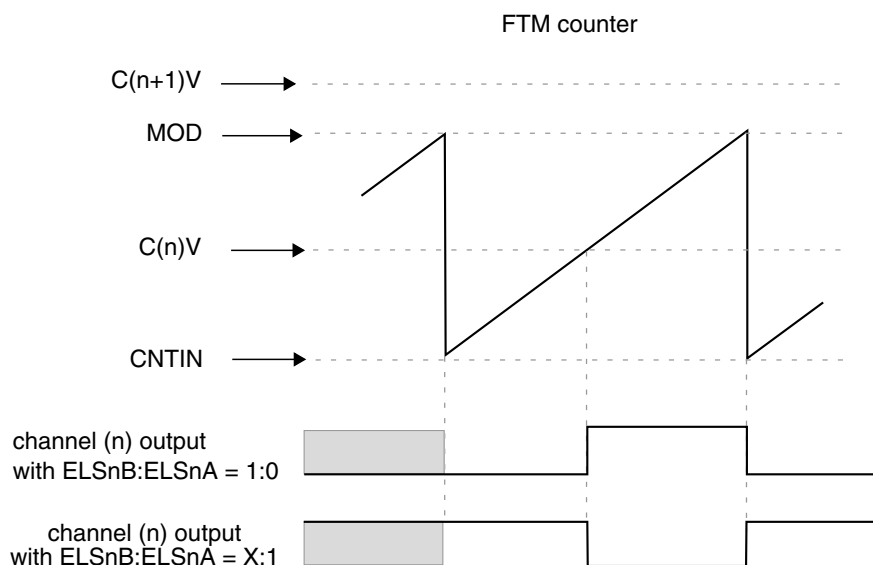 FTM counter
C(n+1)V
MOD
C(n)V
CNTIN
channel (n) output
with ELSnB:ELSnA = 1:0
channel (n) output
with ELSnB:ELSnA = X:1